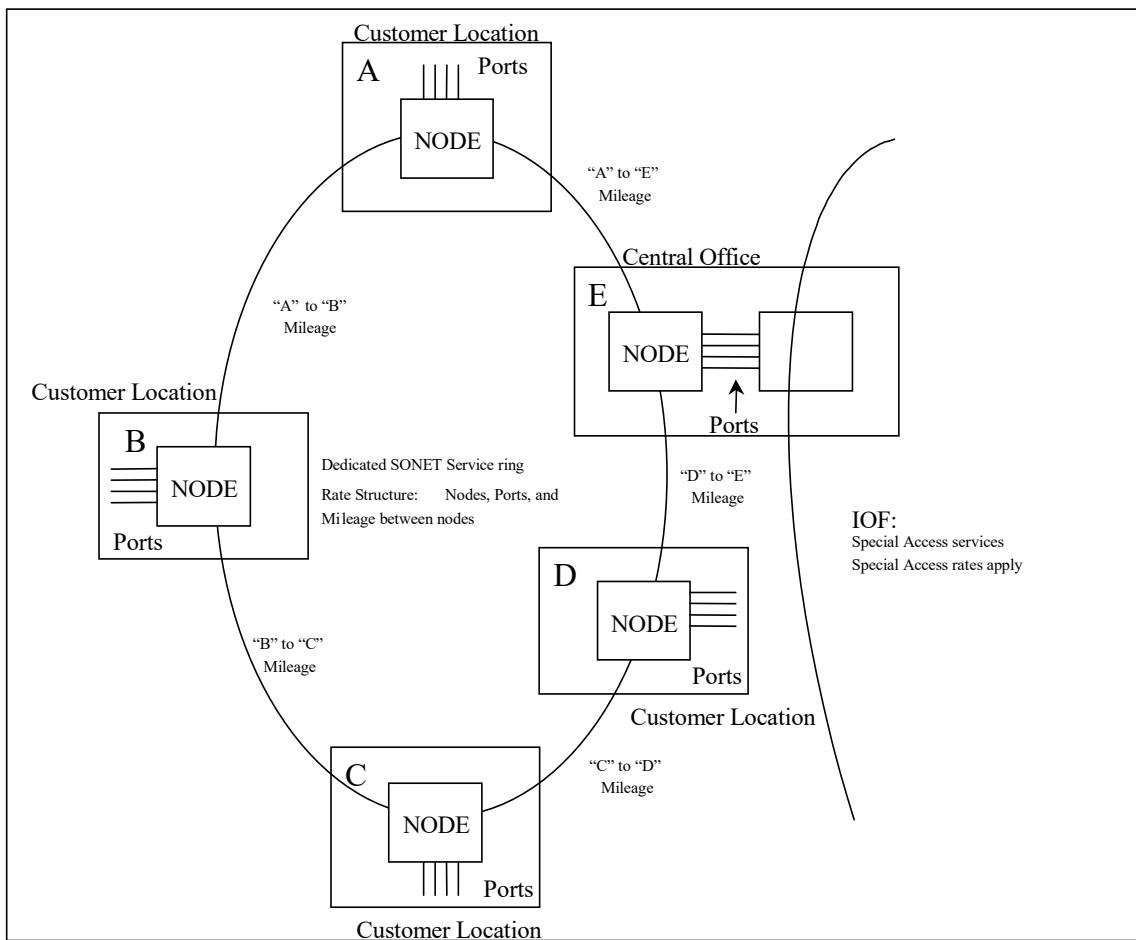 Customer Location
A
Ports
NODE
“A” to “E”
Mileage
Central Office
E
NODE
Ports
“A” to “B”
Mileage
Customer Location
B
NODE
Ports
Dedicated SONET Service ring
Rate Structure: Nodes, Ports, and
Mileage between nodes
“D” to “E”
Mileage
IOF:
Special Access services
Special Access rates apply
D
NODE
Ports
Customer Location
“B” to “C”
Mileage
“C” to “D”
Mileage
C
NODE
Ports
Customer Location